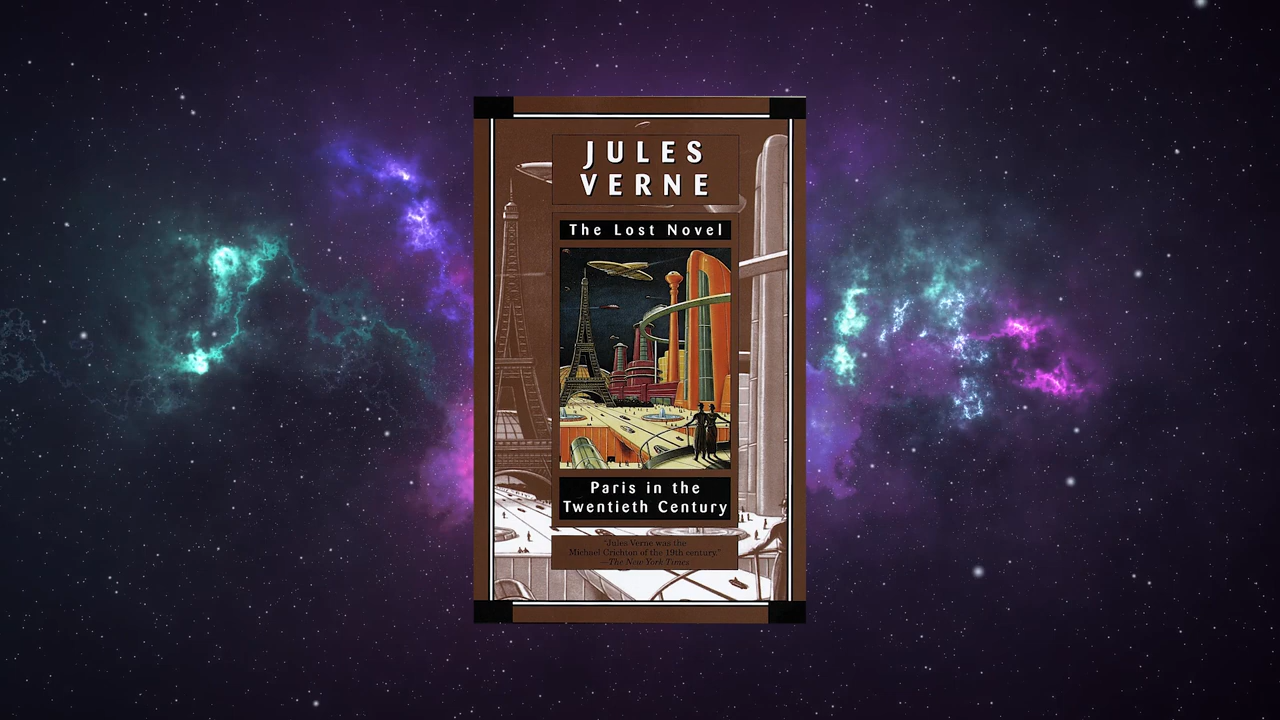 JULES
VERNE
The Lost Novel
Paris in the
Twentieth Century
"Jules Verne was the
Michael Crichton of the 19th century."
—The New York Times